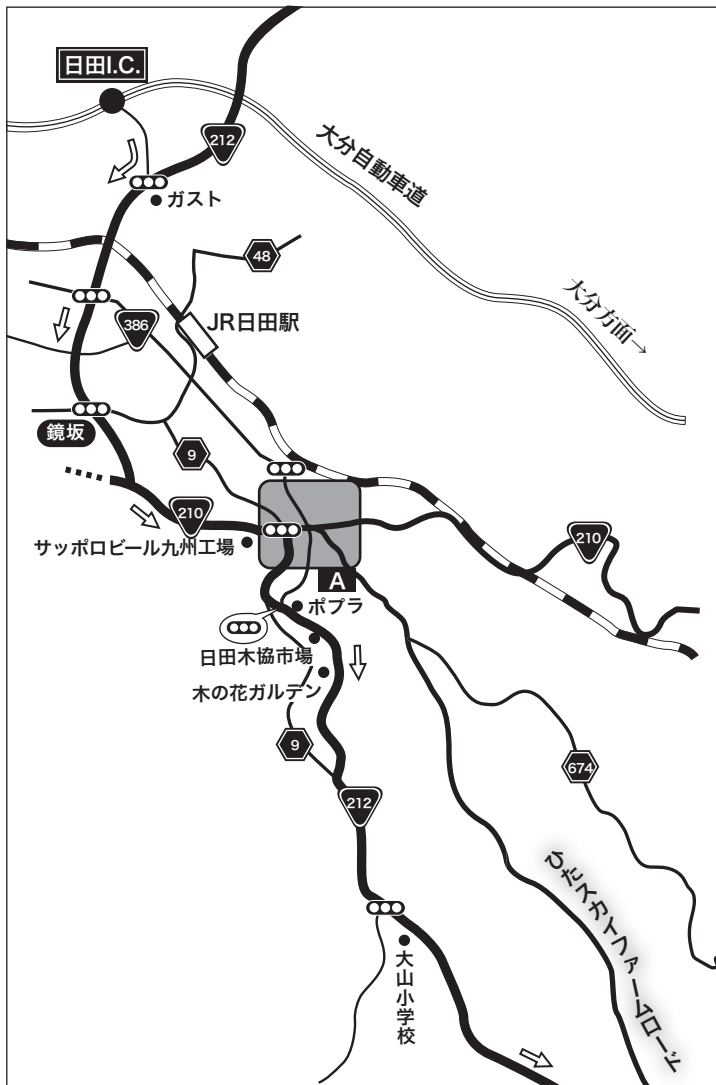 日田I.C.
212
大分自動車道
ガスト
48
大分方面→
386
JR日田駅
鏡坂
9
210
210
サッポロビール九州工場
A
ポプラ
日田木協市場
木の花ガルデン
9
674
212
ひたスカイファームロード
大山小学校